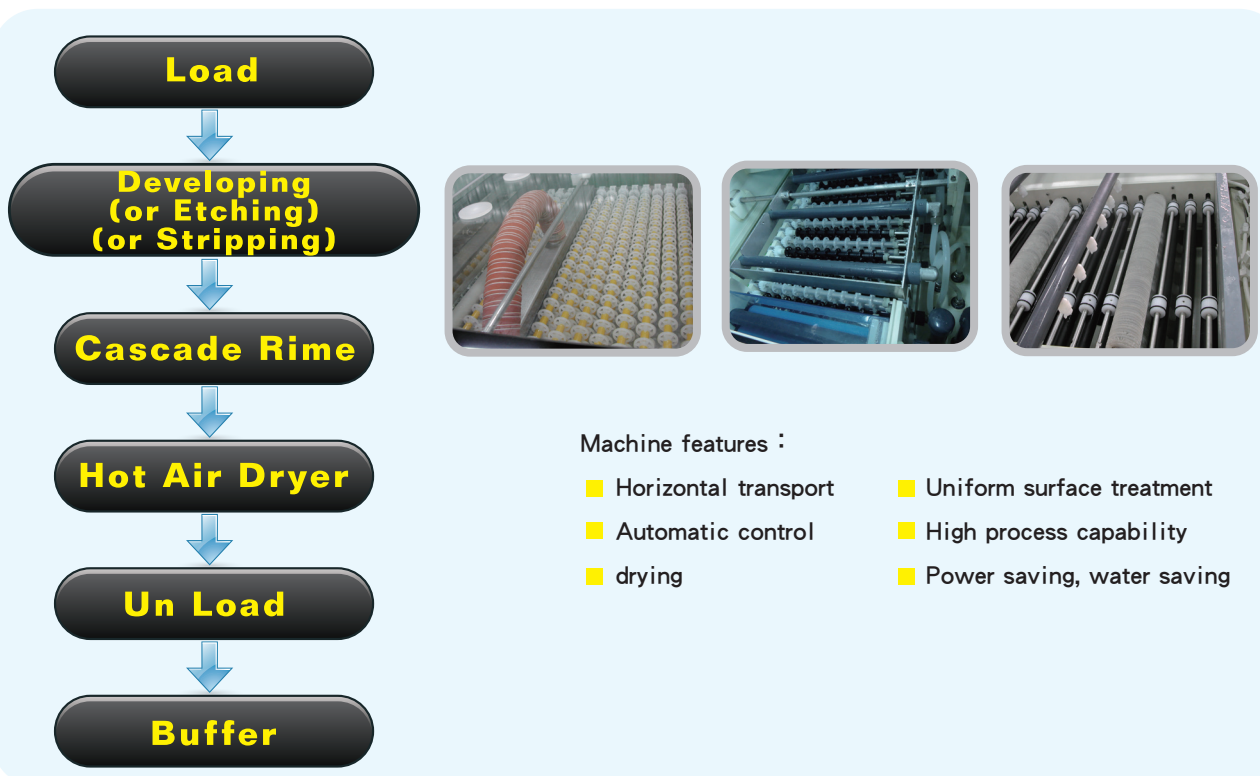 Load
Developing
(or Etching)
(or Stripping)
Cascade Rime
Hot Air Dryer
Un Load
Buffer
Machine features：
Horizontal transport
Automatic control
drying
Uniform surface treatment
High process capability
Power saving, water saving